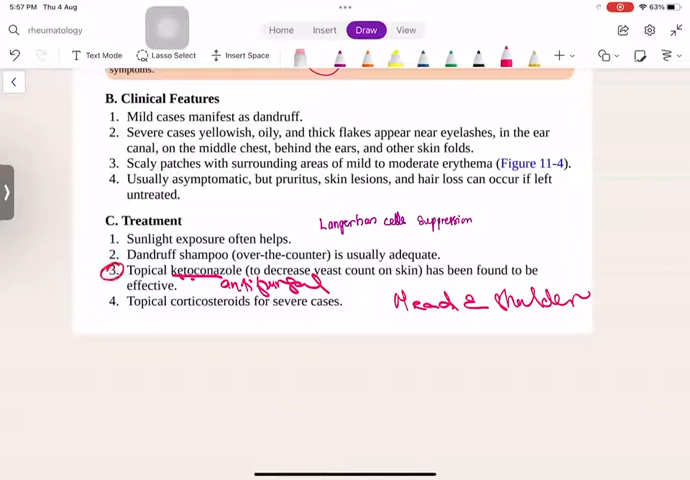 5:57 PM Thu 4 Aug
63%
rheumatology
Home Insert Draw View
Text Mode Lasso Select Insert Space
symptoms.
B. Clinical Features
1. Mild cases manifest as dandruff.
2. Severe cases yellowish, oily, and thick flakes appear near eyelashes, in the ear
canal, on the middle chest, behind the ears, and other skin folds.
3. Scaly patches with surrounding areas of mild to moderate erythema (Figure 11-4).
4. Usually asymptomatic, but pruritus, skin lesions, and hair loss can occur if left
untreated.
C. Treatment
Langerhan cells suppression
1. Sunlight exposure often helps.
2. Dandruff shampoo (over-the-counter) is usually adequate.
3. Topical ketoconazole (to decrease yeast count on skin) has been found to be
effective.
antifungal
4. Topical corticosteroids for severe cases.
Head &